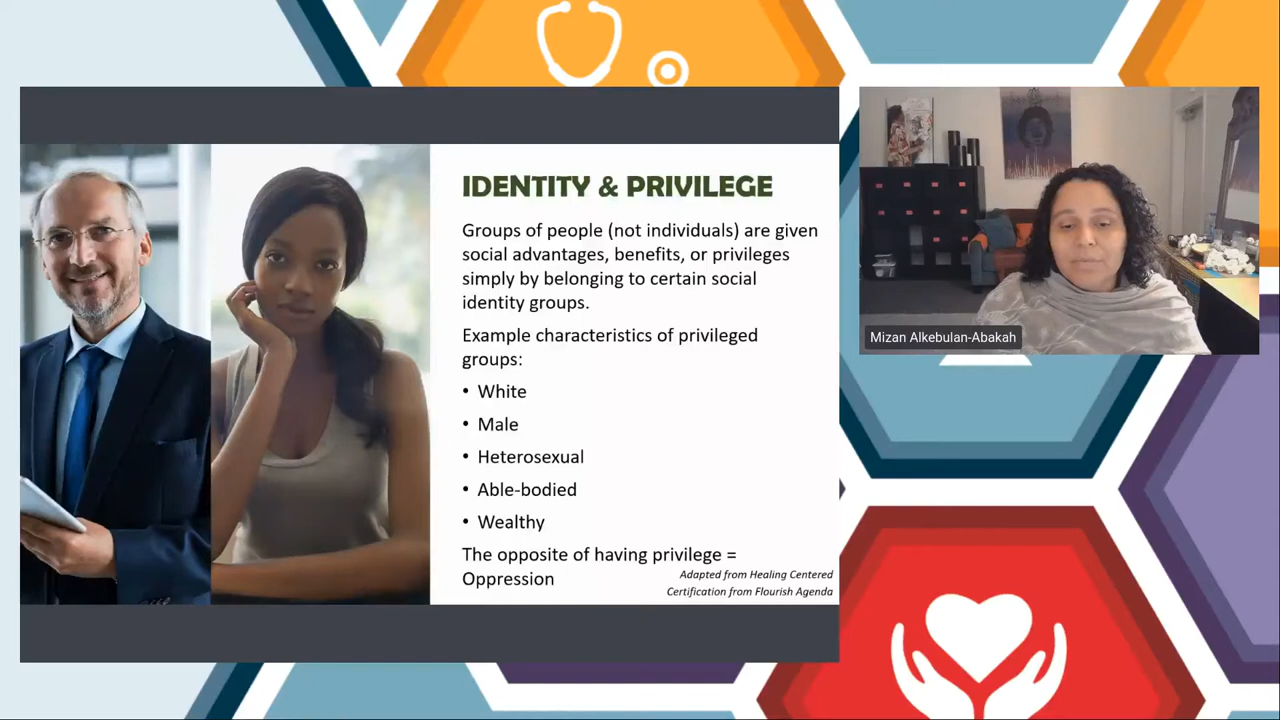 IDENTITY & PRIVILEGE
Groups of people (not individuals) are given
social advantages, benefits, or privileges
simply by belonging to certain social
identity groups.
Example characteristics of privileged
groups:
• White
• Male
• Heterosexual
• Able-bodied
• Wealthy
The opposite of having privilege =
Oppression
Adapted from Healing Centered
Certification from Flourish Agenda
Mizan Alkebulan-Abakah